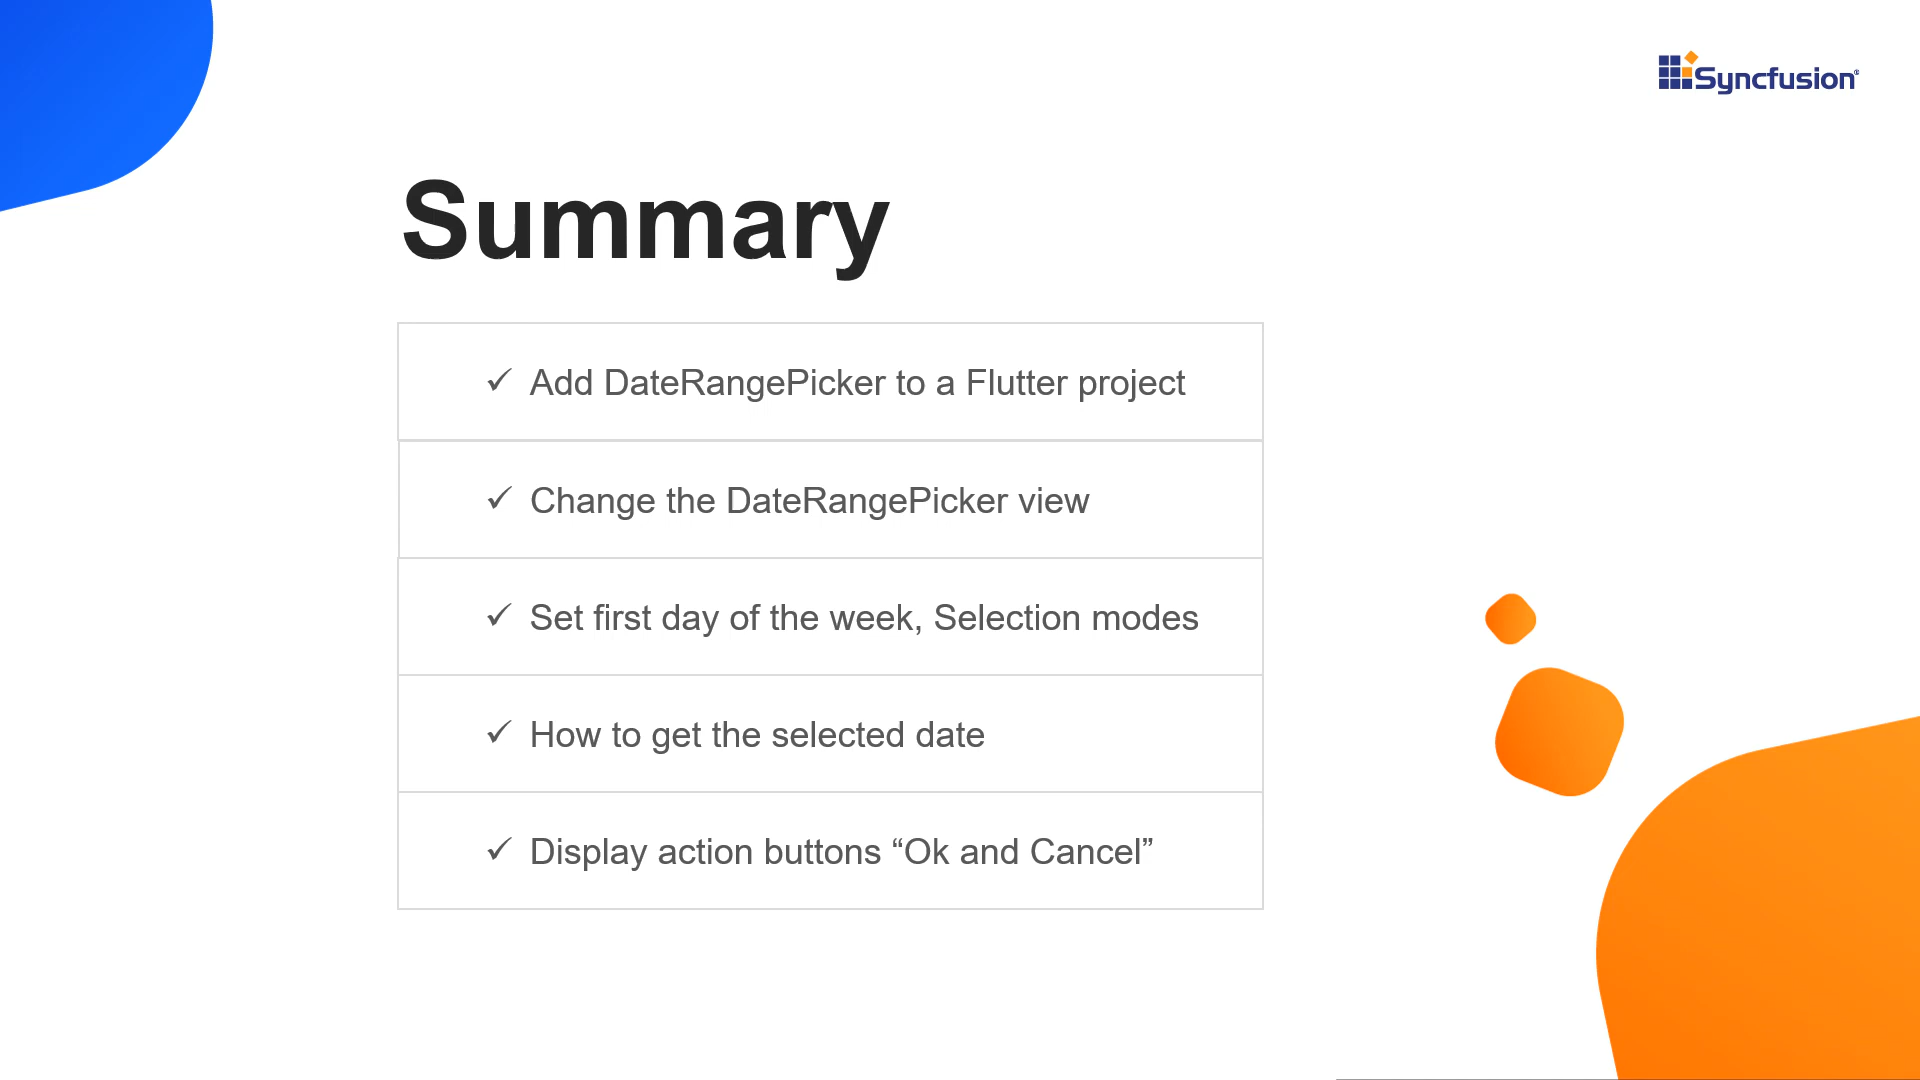 Syncfusion®
Summary
✓ Add DateRangePicker to a Flutter project
✓ Change the DateRangePicker view
✓ Set first day of the week, Selection modes
✓ How to get the selected date
✓ Display action buttons “Ok and Cancel”